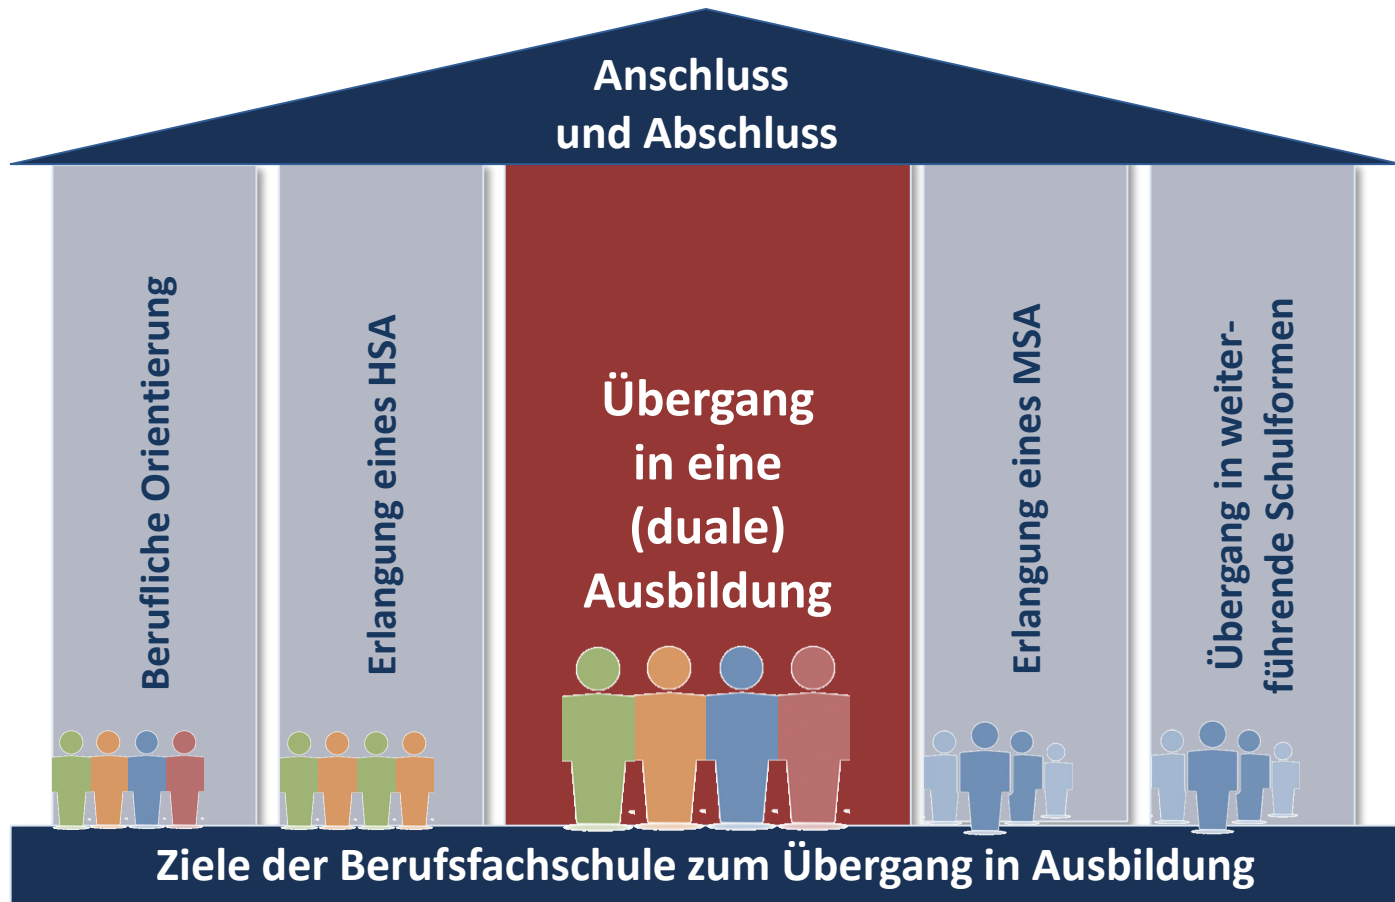 Anschluss
und Abschluss
Berufliche Orientierung
Erlangung eines HSA
Übergang
in eine
(duale)
Ausbildung
Erlangung eines MSA
Übergang in weiter-
führende Schulformen
Ziele der Berufsfachschule zum Übergang in Ausbildung